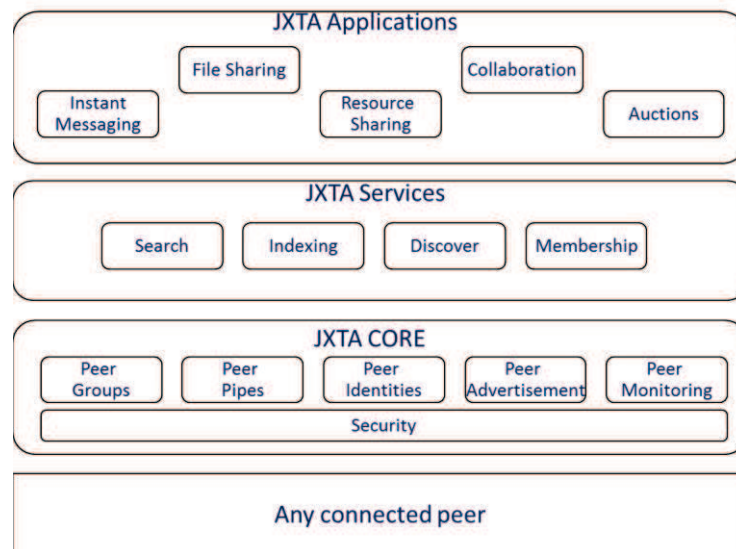 JXTA Applications
File Sharing
Collaboration
Instant
Messaging
Resource
Sharing
Auctions
JXTA Services
Search
Indexing
Discover
Membership
JXTA CORE
Peer
Groups
Peer
Pipes
Peer
Identities
Peer
Advertisement
Peer
Monitoring
Security
Any connected peer